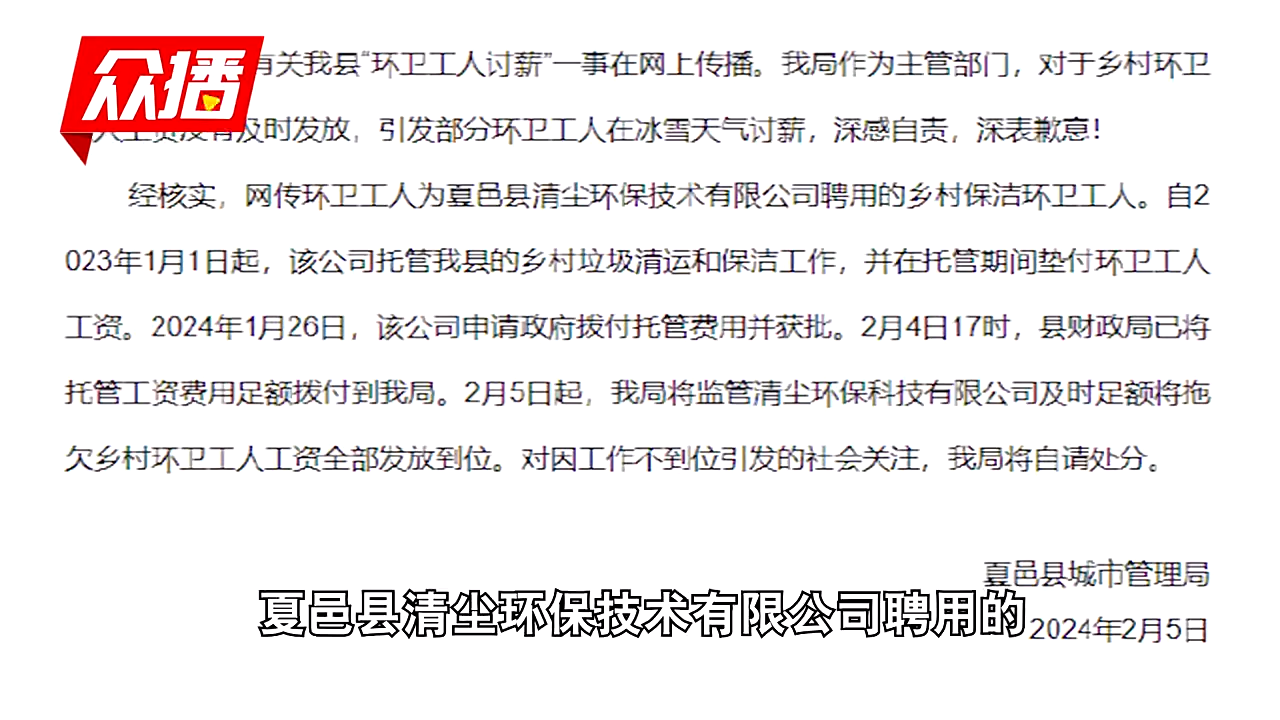 众播
有关我县“环卫工人讨薪”一事在网上传播。我局作为主管部门，对于乡村环卫
及时发放，引发部分环卫工人在冰雪天气讨薪，深感自责，深表歉意！
经核实，网传环卫工人为夏邑县清尘环保技术有限公司聘用的乡村保洁环卫工人。自2
023年1月1日起，该公司托管我县的乡村垃圾清运和保洁工作，并在托管期间垫付环卫工人
工资。2024年1月26日，该公司申请政府拨付托管费用并获批。2月4日17时，县财政局已将
托管工资费用足额拨付到我局。2月5日起，我局将监管清尘环保科技有限公司及时足额将拖
欠乡村环卫工人工资全部发放到位。对因工作不到位引发的社会关注，我局将自请处分。
夏邑县城市管理局
夏邑县清尘环保技术有限公司聘用的
2024年2月5日